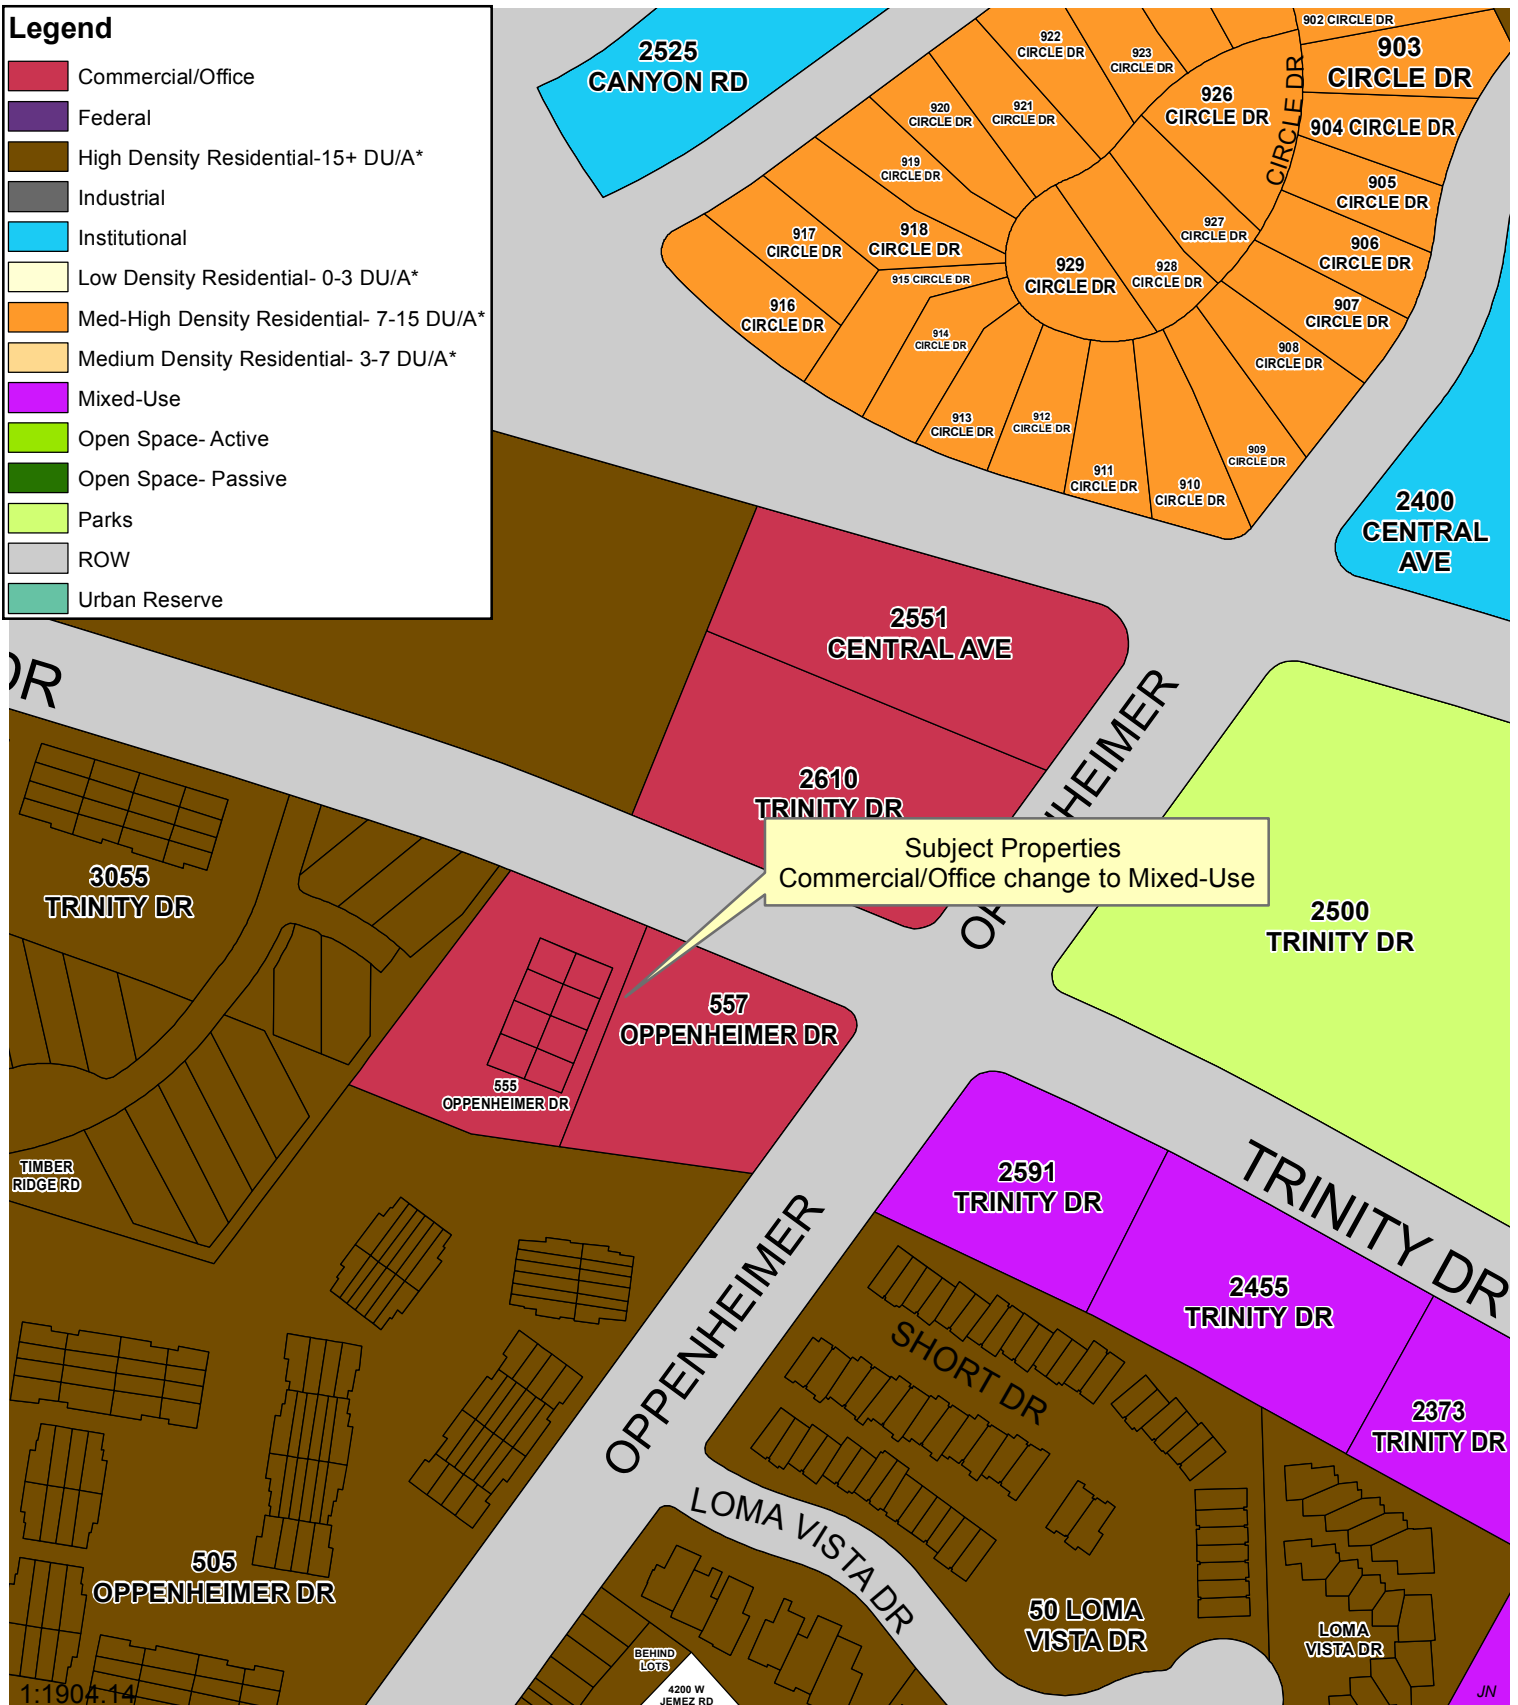 Legend
Commercial/Office
Federal
High Density Residential-15+ DU/A*
Industrial
Institutional
Low Density Residential- 0-3 DU/A*
Med-High Density Residential- 7-15 DU/A*
Medium Density Residential- 3-7 DU/A*
Mixed-Use
Open Space- Active
Open Space- Passive
Parks
ROW
Urban Reserve
2525
CANYON RD
902 CIRCLE DR
903
CIRCLE DR
922
CIRCLE DR
923
CIRCLE DR
926
CIRCLE DR
CIRCLE DR
904 CIRCLE DR
920
CIRCLE DR
921
CIRCLE DR
919
CIRCLE DR
905
CIRCLE DR
917
CIRCLE DR
918
CIRCLE DR
927
CIRCLE DR
906
CIRCLE DR
915 CIRCLE DR
929
CIRCLE DR
928
CIRCLE DR
916
CIRCLE DR
907
CIRCLE DR
914
CIRCLE DR
908
CIRCLE DR
913
CIRCLE DR
912
CIRCLE DR
911
CIRCLE DR
910
CIRCLE DR
909
CIRCLE DR
2400
CENTRAL
AVE
2551
CENTRAL AVE
DR
2610
TRINITY DR
OPPENHEIMER
Subject Properties
Commercial/Office change to Mixed-Use
3055
TRINITY DR
2500
TRINITY DR
557
OPPENHEIMER DR
555
OPPENHEIMER DR
TIMBER
RIDGE RD
2591
TRINITY DR
TRINITY DR
2455
TRINITY DR
OPPENHEIMER
SHORT DR
2373
TRINITY DR
LOMA VISTA DR
505
OPPENHEIMER DR
50 LOMA
VISTA DR
LOMA
VISTA DR
BEHIND
LOTS
4200 W
JEMEZ RD
1:1904.14
JN